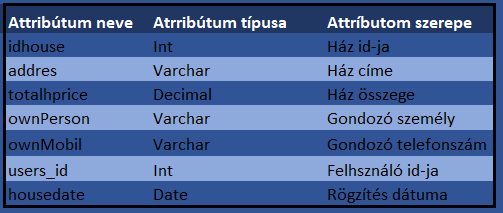 Attribútum neve Atrribútum típusa Attríbutom szerepe
idhouse Int Ház id-ja
addres Varchar Ház címe
totalhprice Decimal Ház összege
ownPerson Varchar Gondozó személy
ownMobil Varchar Gondozó telefonszám
users_id Int Felhsználó id-ja
housedate Date Rögzítés dátuma